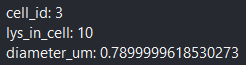 cell_id: 3
lys_in_cell: 10
diameter_um: 0.7899999618530273